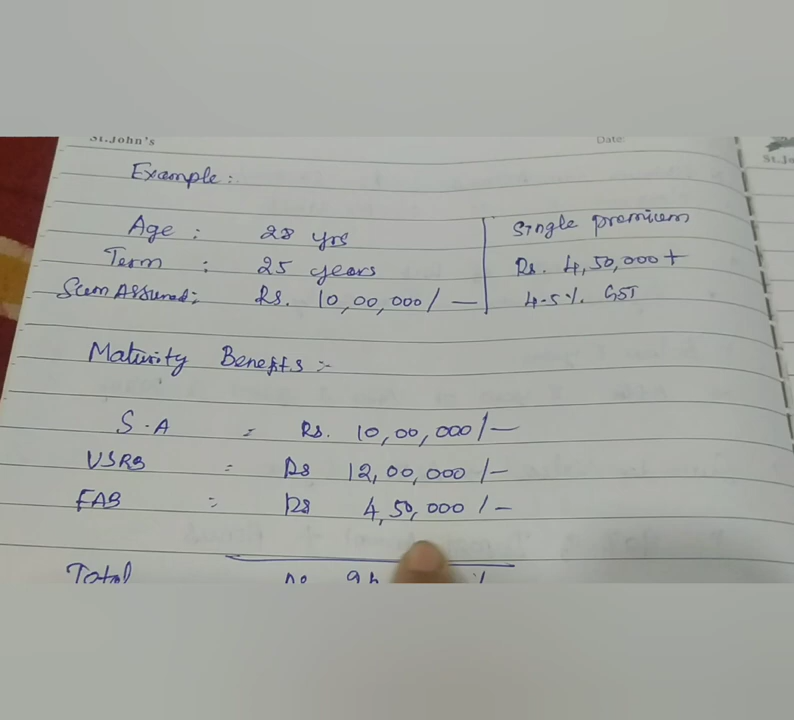 St.John's
Date
St.Jo
Example :-
Age : 28 yrs
Single premium
Term : 25 years
Rs. 4,50,000 +
Sum Assured : Rs. 10,00,000/-
4.5% GST
Maturity Benefits :-
S.A = Rs. 10,00,000/-
VSRB = Rs 12,00,000/-
FAB = Rs 4,50,000/-
Total